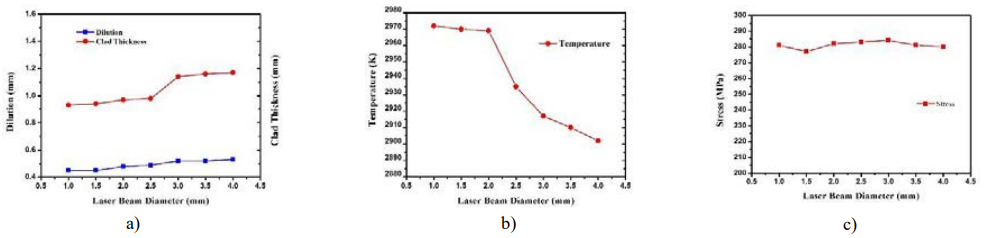 1.6
1.4
1.2
1.0
0.8
0.6
0.4
Dilution (mm)
Dilution
Clad Thickness
Clad Thickness (mm)
0.5 1.0 1.5 2.0 2.5 3.0 3.5 4.0 4.5
Laser Beam Diameter (mm)
a)
2980
2970
2960
2950
2940
2930
2920
2910
2900
2890
2880
Temperature (K)
Temperature
0.5 1.0 1.5 2.0 2.5 3.0 3.5 4.0 4.5
Laser Beam Diameter (mm)
b)
300
290
280
270
260
250
240
230
220
210
200
Stress (MPa)
Stress
0.5 1.0 1.5 2.0 2.5 3.0 3.5 4.0 4.5
Laser Beam Diameter (mm)
c)